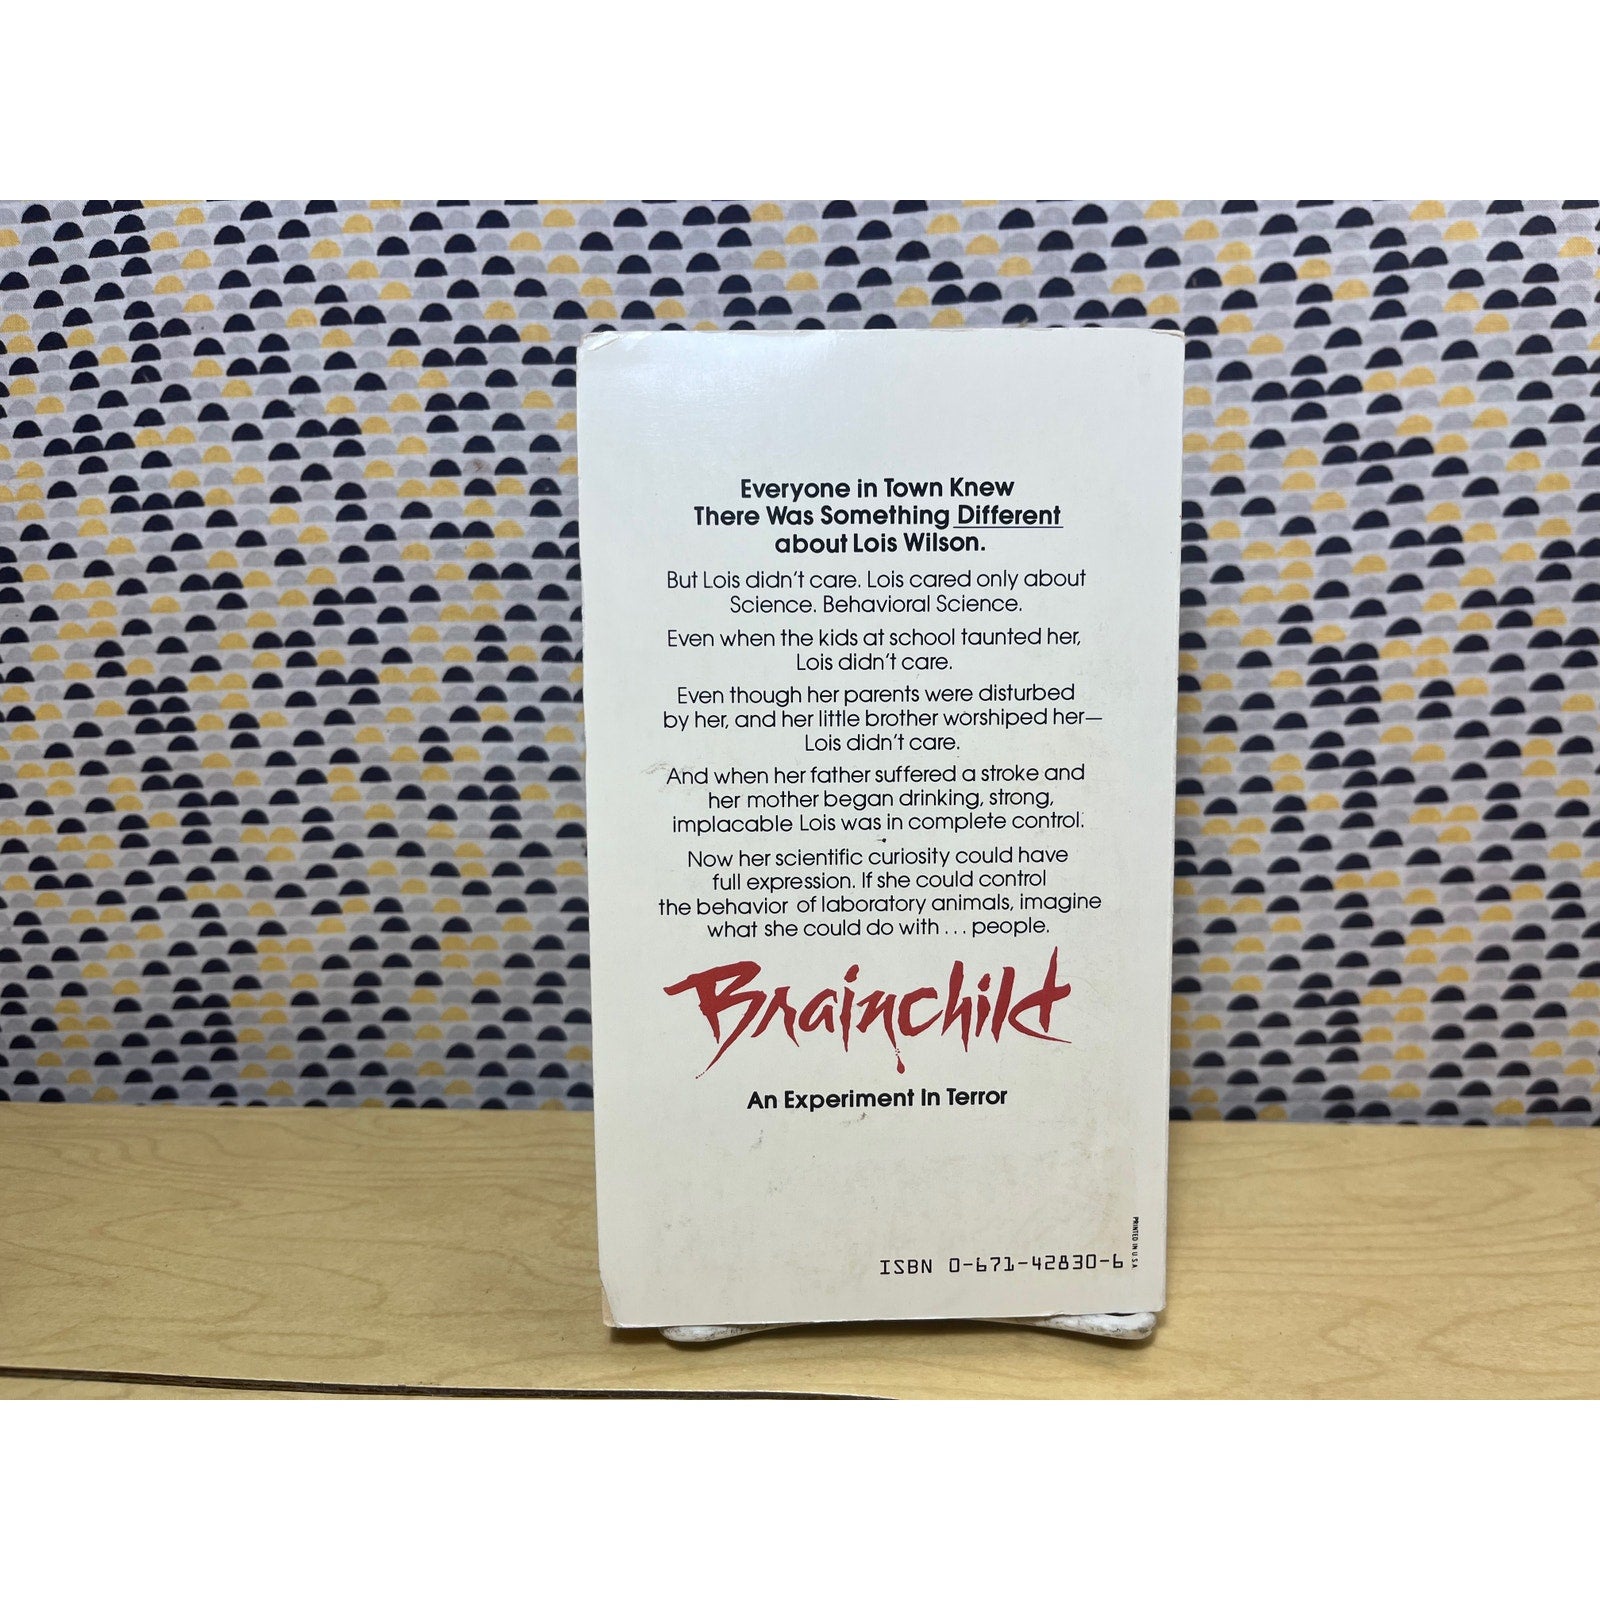 Everyone in Town Knew
There Was Something Different
about Lois Wilson.
But Lois didn't care. Lois cared only about
Science. Behavioral Science.
Even when the kids at school taunted her,
Lois didn't care.
Even though her parents were disturbed
by her, and her little brother worshiped her—
Lois didn't care.
And when her father suffered a stroke and
her mother began drinking, strong,
implacable Lois was in complete control.
Now her scientific curiosity could have
full expression. If she could control
the behavior of laboratory animals, imagine
what she could do with . . . people.
Brainchild
An Experiment In Terror
ISBN 0-671-42830-6
PRINTED IN U.S.A.